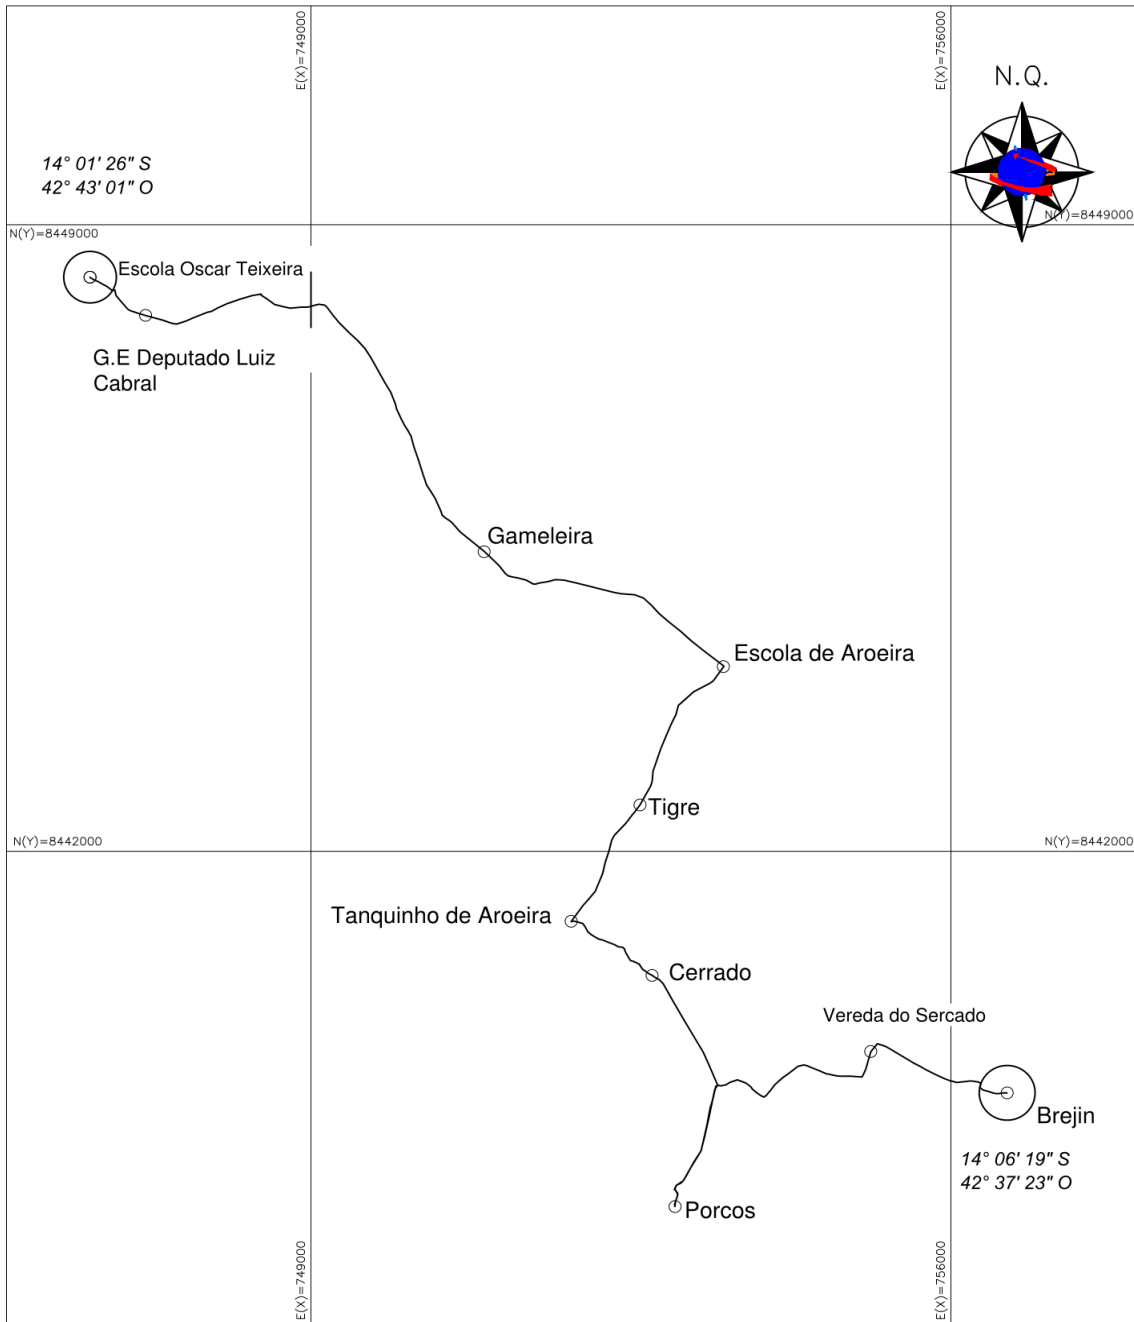 E(X)=749000
E(X)=756000
N.Q.
14° 01' 26" S
42° 43' 01" O
N(Y)=8449000
N(Y)=8449000
Escola Oscar Teixeira
G.E Deputado Luiz
Cabral
Gameleira
Escola de Aroeira
Tigre
N(Y)=8442000
N(Y)=8442000
Tanquinho de Aroeira
Cerrado
Vereda do Sercado
Brejin
14° 06' 19" S
42° 37' 23" O
Porcos
E(X)=749000
E(X)=756000